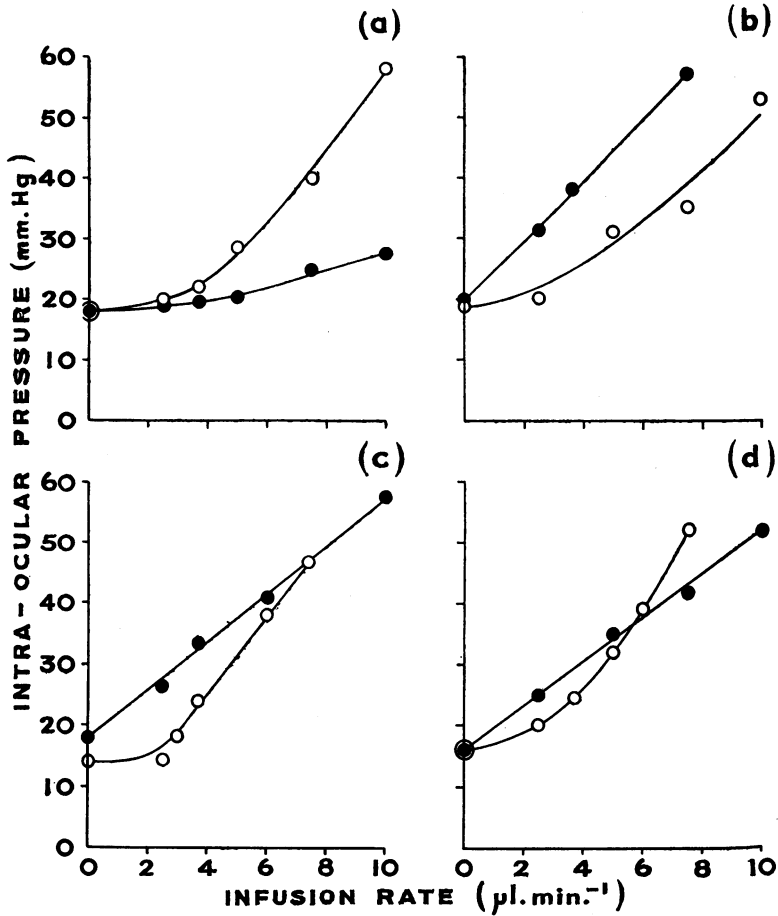 (a)
(b)
60
50
40
30
20
10
0
(c)
(d)
60
50
40
30
20
10
0
0 2 4 6 8 10
0 2 4 6 8 10
INTRA-OCULAR PRESSURE (mm.Hg)
INFUSION RATE (µl.min.⁻¹)